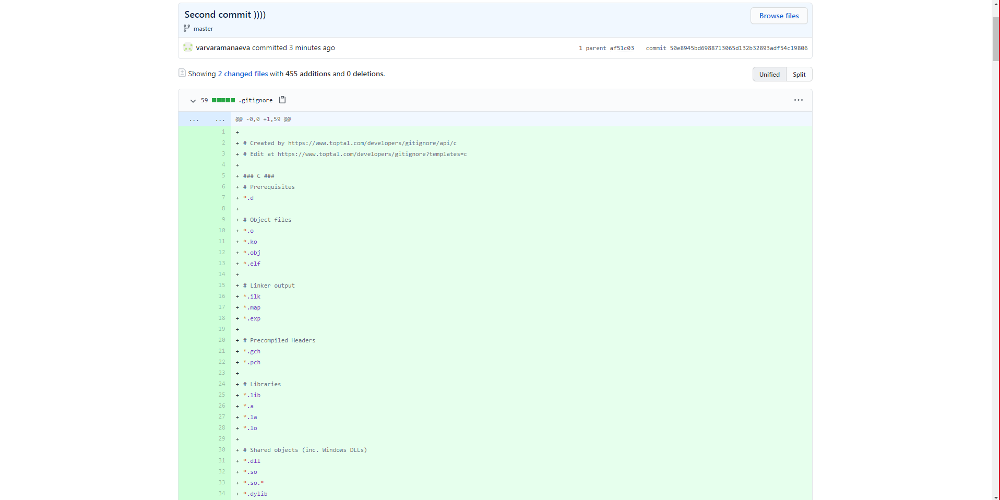 Second commit ))))
Browse files
master
varvaramanaeva committed 3 minutes ago
1 parent af51c03 commit 50e8945bd6988713065d132b32893adf54c19806
Showing 2 changed files with 455 additions and 0 deletions.
Unified Split
59 .gitignore
... ... @@ -0,0 +1,59 @@
1 +
2 + # Created by https://www.toptal.com/developers/gitignore/api/c
3 + # Edit at https://www.toptal.com/developers/gitignore?templates=c
4 +
5 + ### C ###
6 + # Prerequisites
7 + *.d
8 +
9 + # Object files
10 + *.o
11 + *.ko
12 + *.obj
13 + *.elf
14 +
15 + # Linker output
16 + *.ilk
17 + *.map
18 + *.exp
19 +
20 + # Precompiled Headers
21 + *.gch
22 + *.pch
23 +
24 + # Libraries
25 + *.lib
26 + *.a
27 + *.la
28 + *.lo
29 +
30 + # Shared objects (inc. Windows DLLs)
31 + *.dll
32 + *.so
33 + *.so.*
34 + *.dylib